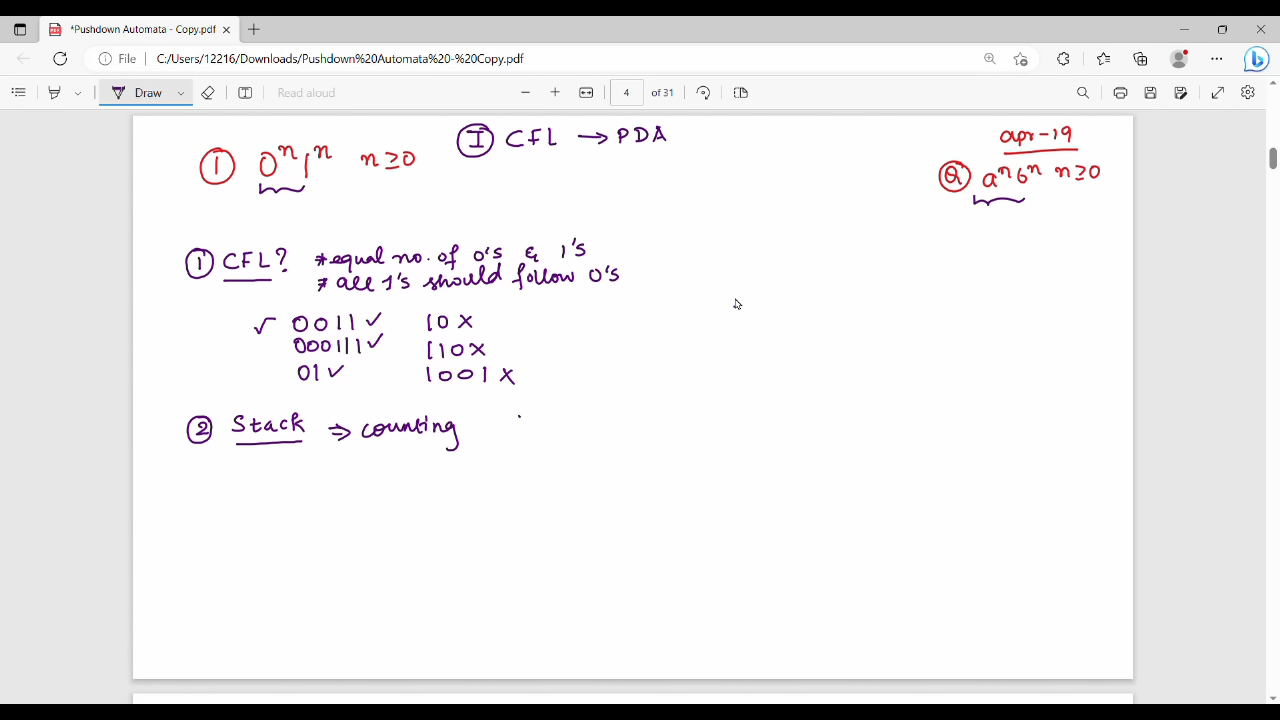 *Pushdown Automata - Copy.pdf
File C:/Users/12216/Downloads/Pushdown%20Automata%20-%20Copy.pdf
Draw Read aloud 4 of 31
I CFL → PDA
apr-19
① 0ⁿ1ⁿ n≥0
Q aⁿbⁿ n≥0
① CFL? *equal no. of 0's & 1's
* all 1's should follow 0's
√ 0011 ✓ 10 X
000111 ✓ 110 X
01 ✓ 1001 X
② Stack ⇒ counting